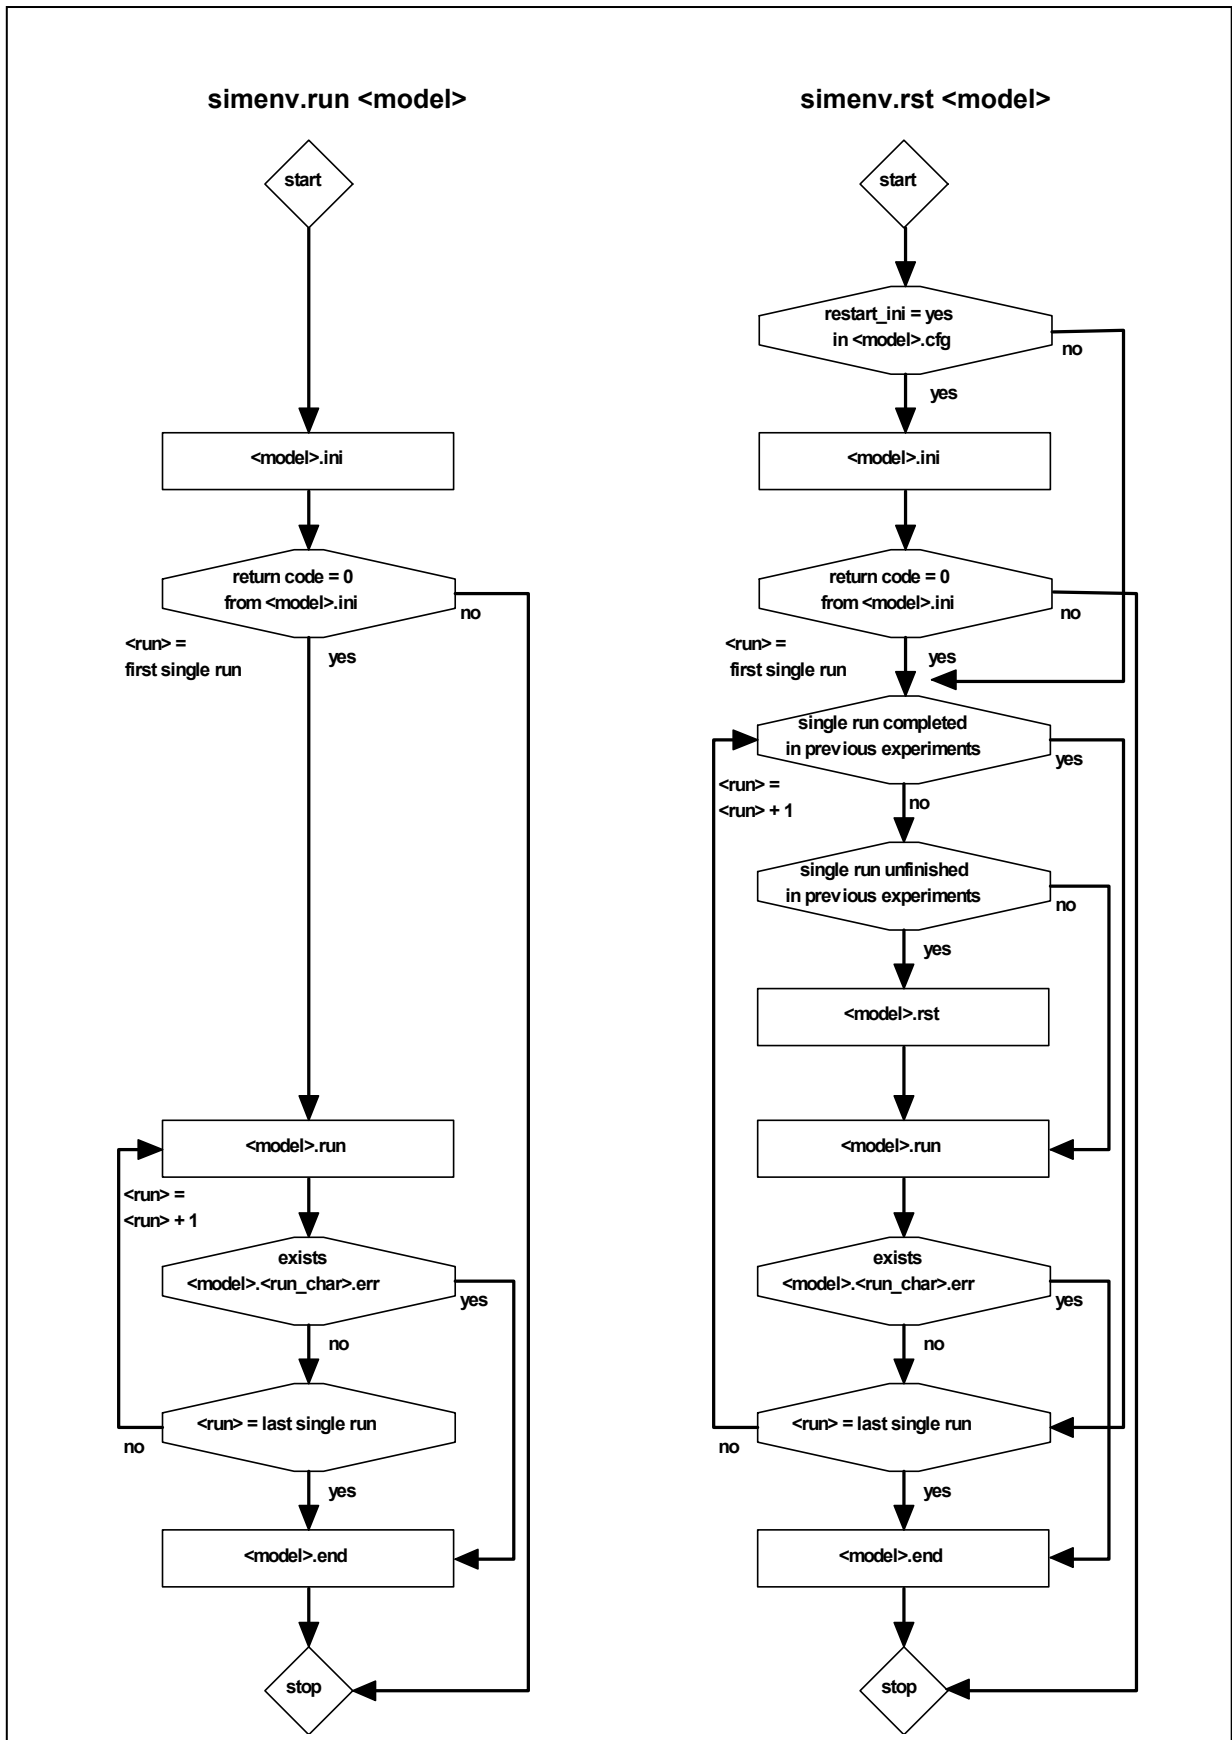 simenv.run <model>
start
<model>.ini
return code = 0
from <model>.ini
no
<run> =
first single run
yes
<model>.run
<run> =
<run> + 1
exists
<model>.<run_char>.err
yes
no
<run> = last single run
no
yes
<model>.end
stop
simenv.rst <model>
start
restart_ini = yes
in <model>.cfg
no
yes
<model>.ini
return code = 0
from <model>.ini
no
<run> =
first single run
yes
single run completed
in previous experiments
yes
<run> =
<run> + 1
no
single run unfinished
in previous experiments
no
yes
<model>.rst
<model>.run
exists
<model>.<run_char>.err
yes
no
<run> = last single run
no
yes
<model>.end
stop